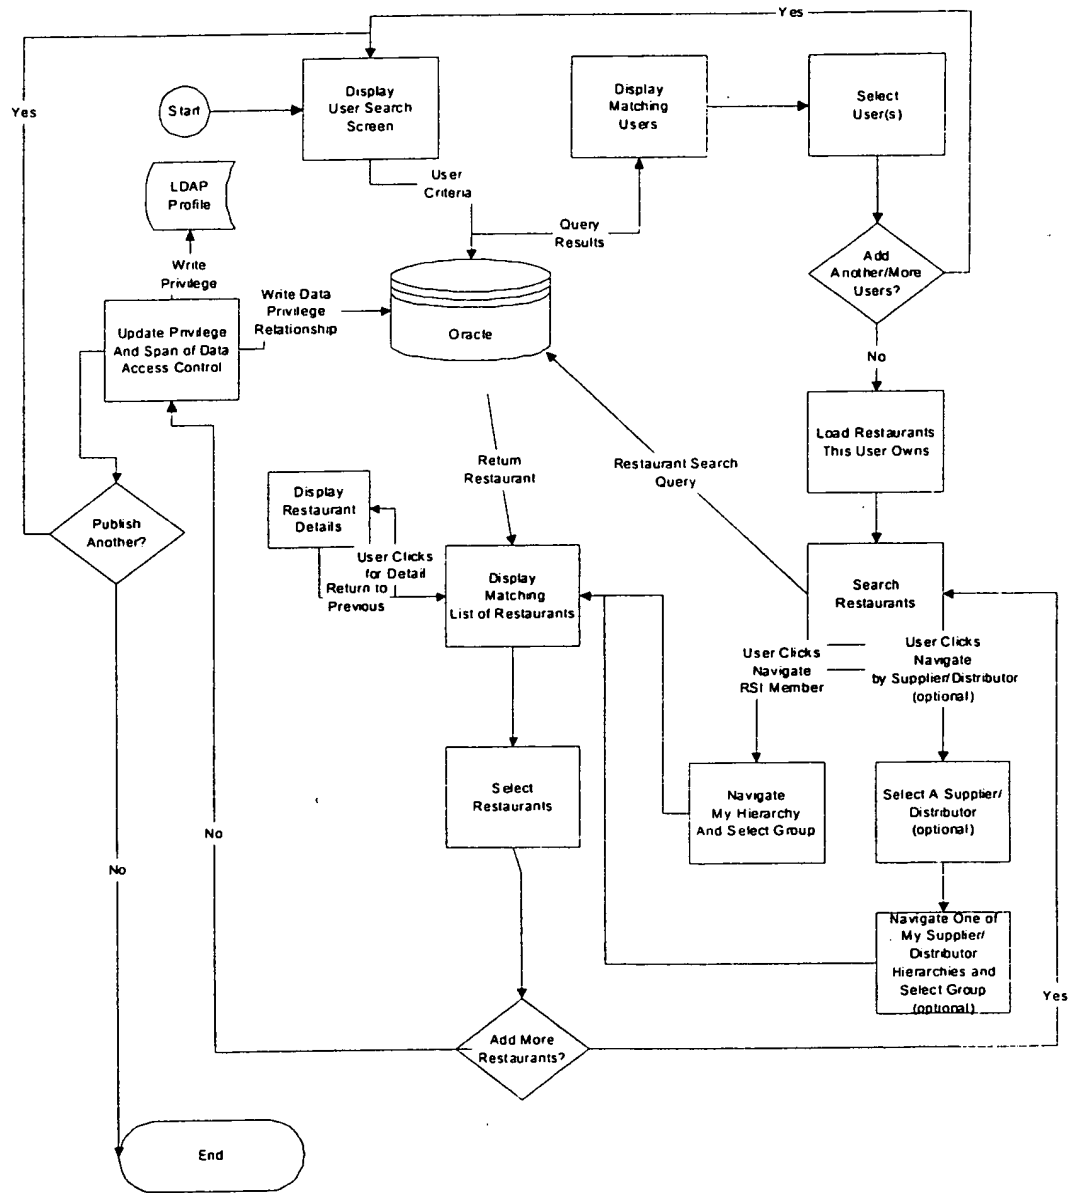 Yes
Yes
Start
Display
User Search
Screen
Display
Matching
Users
Select
User(s)
LDAP
Profile
User
Criteria
Query
Results
Add
Another/More
Users?
Write
Privilege
Write Data
Privilege
Relationship
Oracle
Update Privilege
And Span of Data
Access Control
No
Load Restaurants
This User Owns
Return
Restaurant
Restaurant Search
Query
Display
Restaurant
Details
Publish
Another?
User Clicks
for Detail
Return to
Previous
Display
Matching
List of Restaurants
Search
Restaurants
User Clicks
Navigate
RSI Member
User Clicks
Navigate
by Supplier/Distributor
(optional)
Select
Restaurants
Navigate
My Hierarchy
And Select Group
Select A Supplier/
Distributor
(optional)
No
No
Navigate One of
My Supplier/
Distributor
Hierarchies and
Select Group
(optional)
Yes
Add More
Restaurants?
End